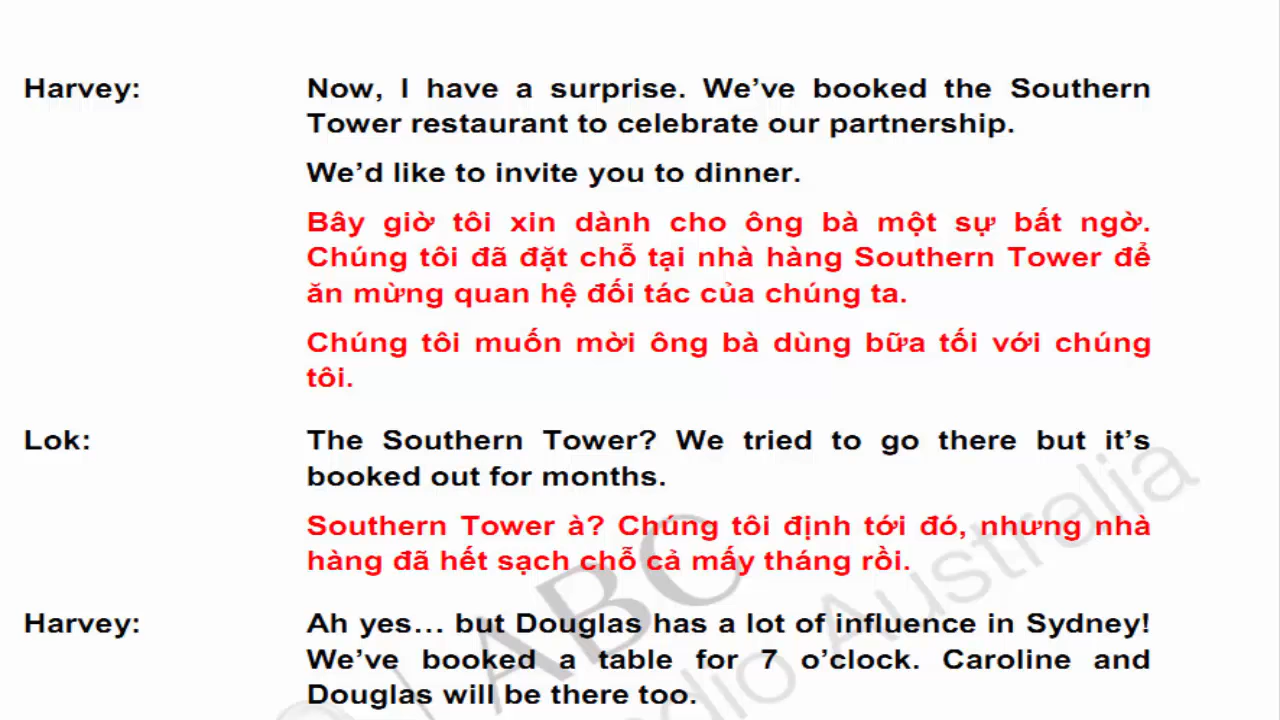 Harvey: Now, I have a surprise. We've booked the Southern
Tower restaurant to celebrate our partnership.
We'd like to invite you to dinner.
Bây giờ tôi xin dành cho ông bà một sự bất ngờ.
Chúng tôi đã đặt chỗ tại nhà hàng Southern Tower để
ăn mừng quan hệ đối tác của chúng ta.
Chúng tôi muốn mời ông bà dùng bữa tối với chúng
tôi.
Lok: The Southern Tower? We tried to go there but it's
booked out for months.
Southern Tower à? Chúng tôi định tới đó, nhưng nhà
hàng đã hết sạch chỗ cả mấy tháng rồi.
Harvey: Ah yes... but Douglas has a lot of influence in Sydney!
We've booked a table for 7 o'clock. Caroline and
Douglas will be there too.
ABC
Australia